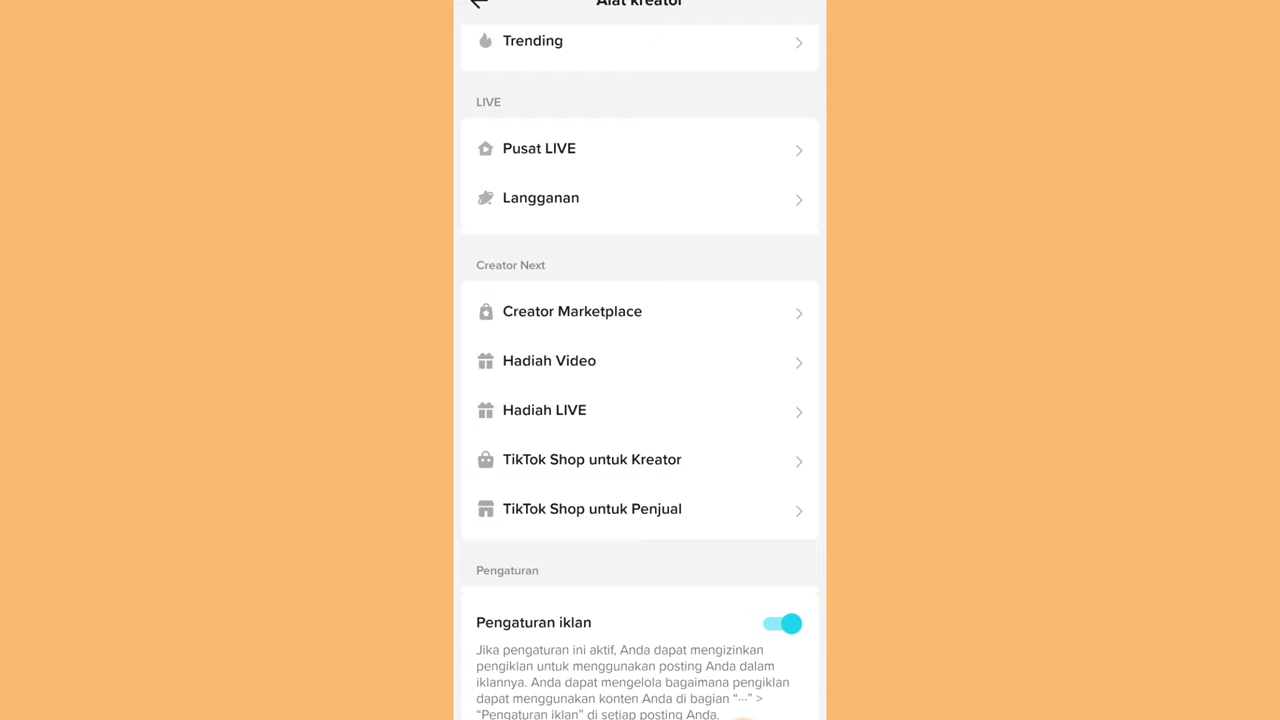 Alat kreator
Trending
LIVE
Pusat LIVE
Langganan
Creator Next
Creator Marketplace
Hadiah Video
Hadiah LIVE
TikTok Shop untuk Kreator
TikTok Shop untuk Penjual
Pengaturan
Pengaturan iklan
Jika pengaturan ini aktif, Anda dapat mengizinkan
pengiklan untuk menggunakan posting Anda dalam
iklannya. Anda dapat mengelola bagaimana pengiklan
dapat menggunakan konten Anda di bagian “···” >
“Pengaturan iklan” di setiap posting Anda.